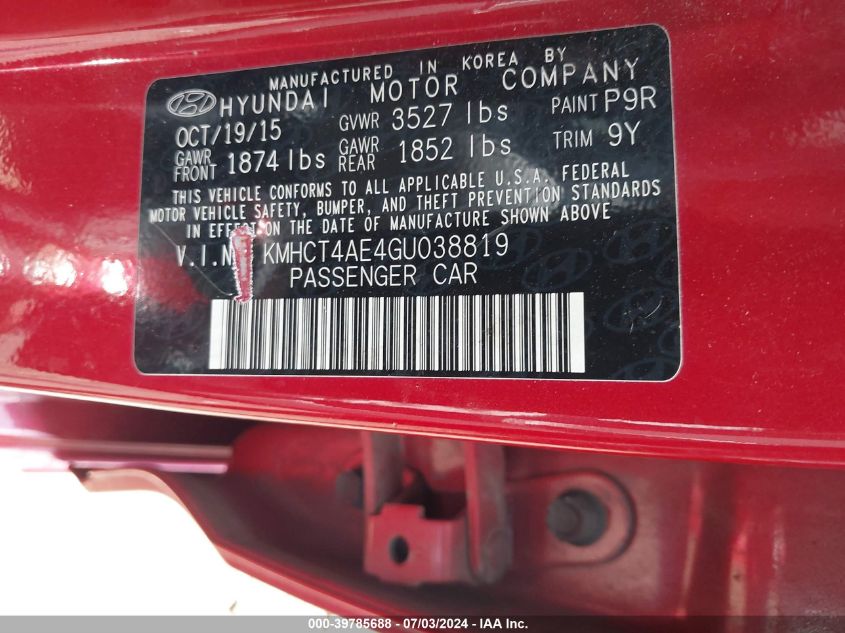 MANUFACTURED IN KOREA BY
HYUNDAI MOTOR COMPANY
OCT/19/15 GVWR 3527 lbs PAINT P9R
GAWR FRONT 1874 lbs GAWR REAR 1852 lbs TRIM 9Y
THIS VEHICLE CONFORMS TO ALL APPLICABLE U.S.A. FEDERAL
MOTOR VEHICLE SAFETY, BUMPER, AND THEFT PREVENTION STANDARDS
IN EFFECT ON THE DATE OF MANUFACTURE SHOWN ABOVE
V.I.N KMHCT4AE4GU038819
PASSENGER CAR
000-39785688 - 07/03/2024 - IAA Inc.